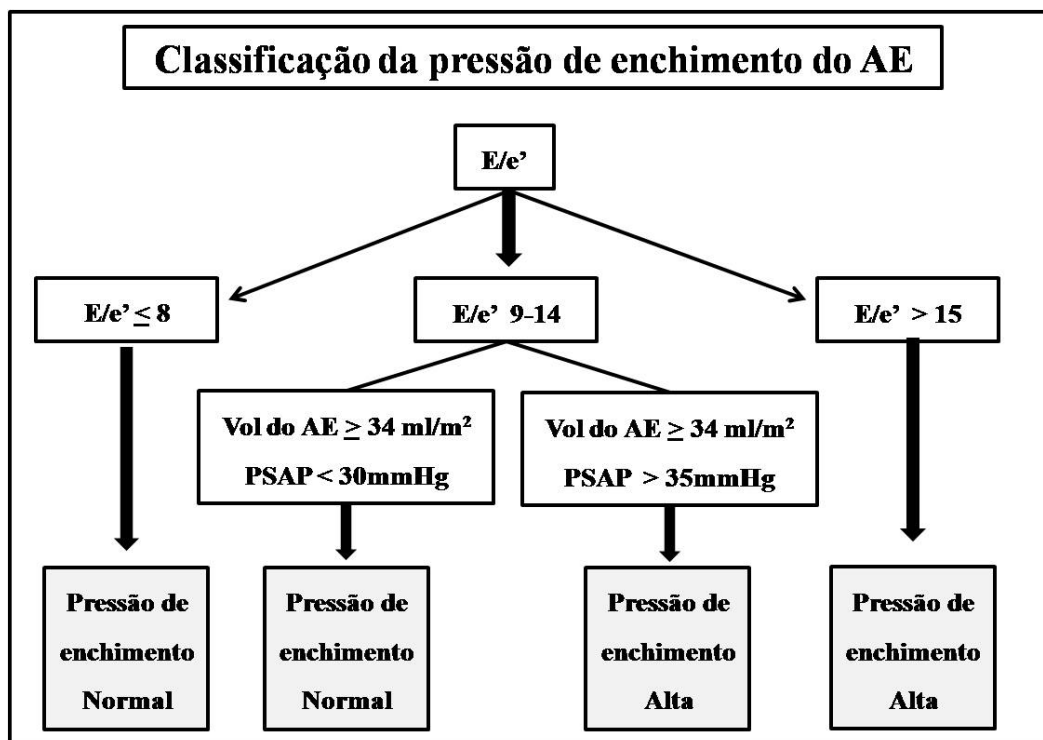 Classificação da pressão de enchimento do AE
E/e’
E/e’ ≤ 8
E/e’ 9-14
E/e’ > 15
Vol do AE ≥ 34 ml/m²
PSAP < 30mmHg
Vol do AE ≥ 34 ml/m²
PSAP > 35mmHg
Pressão de
enchimento
Normal
Pressão de
enchimento
Normal
Pressão de
enchimento
Alta
Pressão de
enchimento
Alta